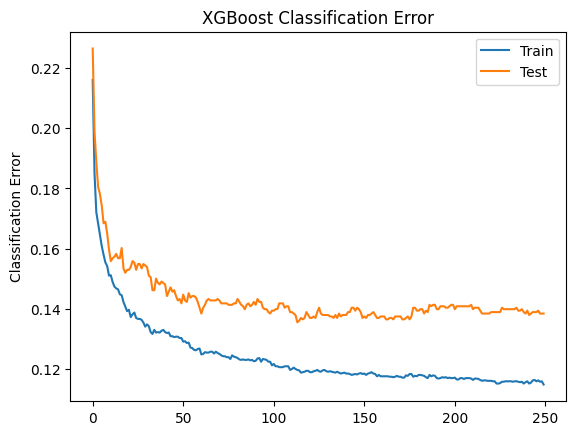 XGBoost Classification Error
Train
Test
Classification Error
0.22
0.20
0.18
0.16
0.14
0.12
0 50 100 150 200 250